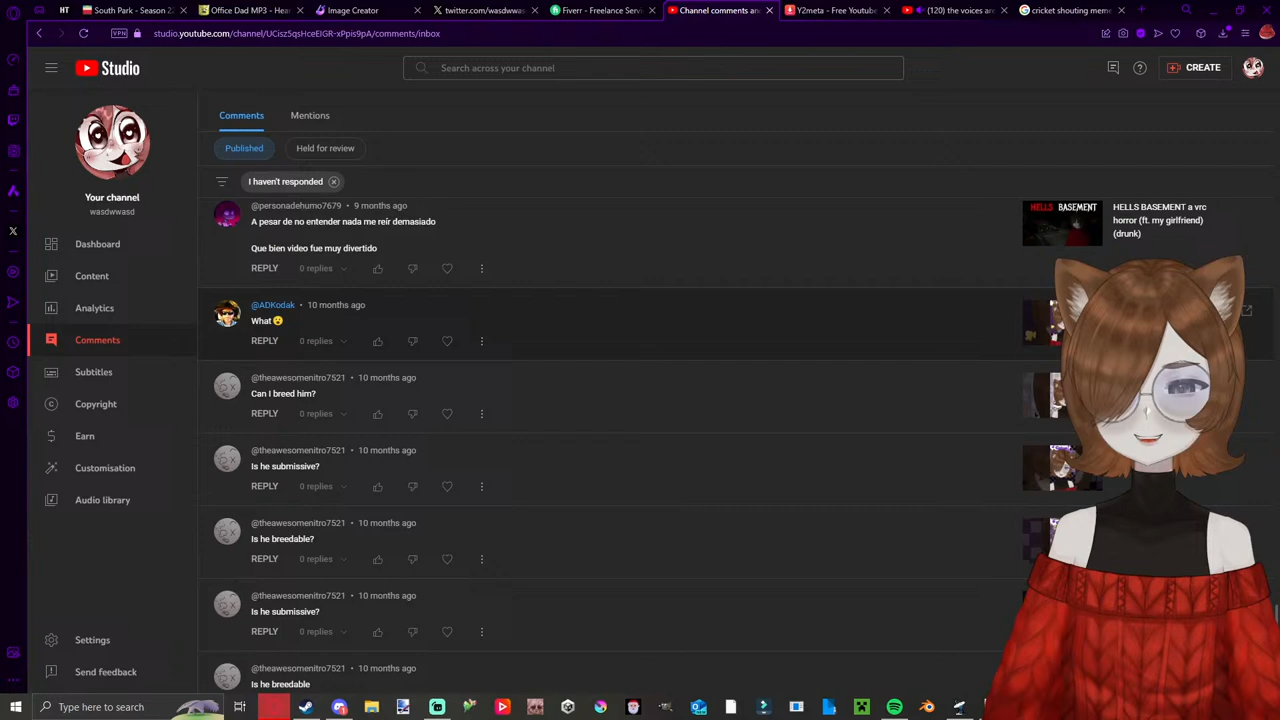 HT
South Park - Season 2
Office Dad MP3 - Hea
Image Creator
twitter.com/wasdwwas
Fiverr - Freelance Servi
Channel comments an
Y2meta - Free Youtube
(120) the voices are
cricket shouting meme
VPN
studio.youtube.com/channel/UCisz5qsHceEIGR-xPpis9pA/comments/inbox
Studio
Search across your channel
CREATE
Comments
Mentions
Published
Held for review
I haven't responded
Your channel
wasdwwasd
Dashboard
Content
Analytics
Comments
Subtitles
Copyright
Earn
Customisation
Audio library
Settings
Send feedback
@personadehumo7679 • 9 months ago
A pesar de no entender nada me reír demasiado
Que bien video fue muy divertido
REPLY 0 replies
HELLS BASEMENT
HELLS BASEMENT a vrc
horror (ft. my girlfriend)
(drunk)
@ADKodak • 10 months ago
What😮
REPLY 0 replies
@theawesomenitro7521 • 10 months ago
Can I breed him?
REPLY 0 replies
@theawesomenitro7521 • 10 months ago
Is he submissive?
REPLY 0 replies
@theawesomenitro7521 • 10 months ago
Is he breedable?
REPLY 0 replies
@theawesomenitro7521 • 10 months ago
Is he submissive?
REPLY 0 replies
@theawesomenitro7521 • 10 months ago
Is he breedable
Type here to search